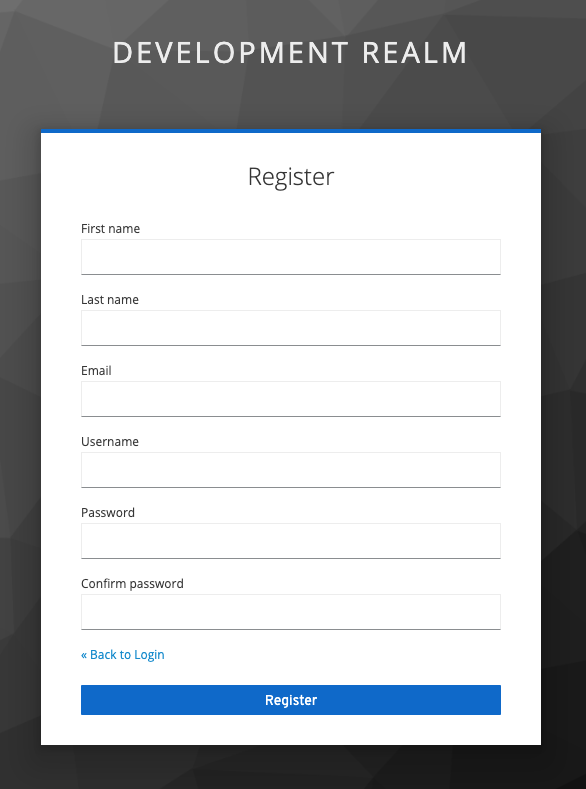 DEVELOPMENT REALM
Register
First name
Last name
Email
Username
Password
Confirm password
« Back to Login
Register